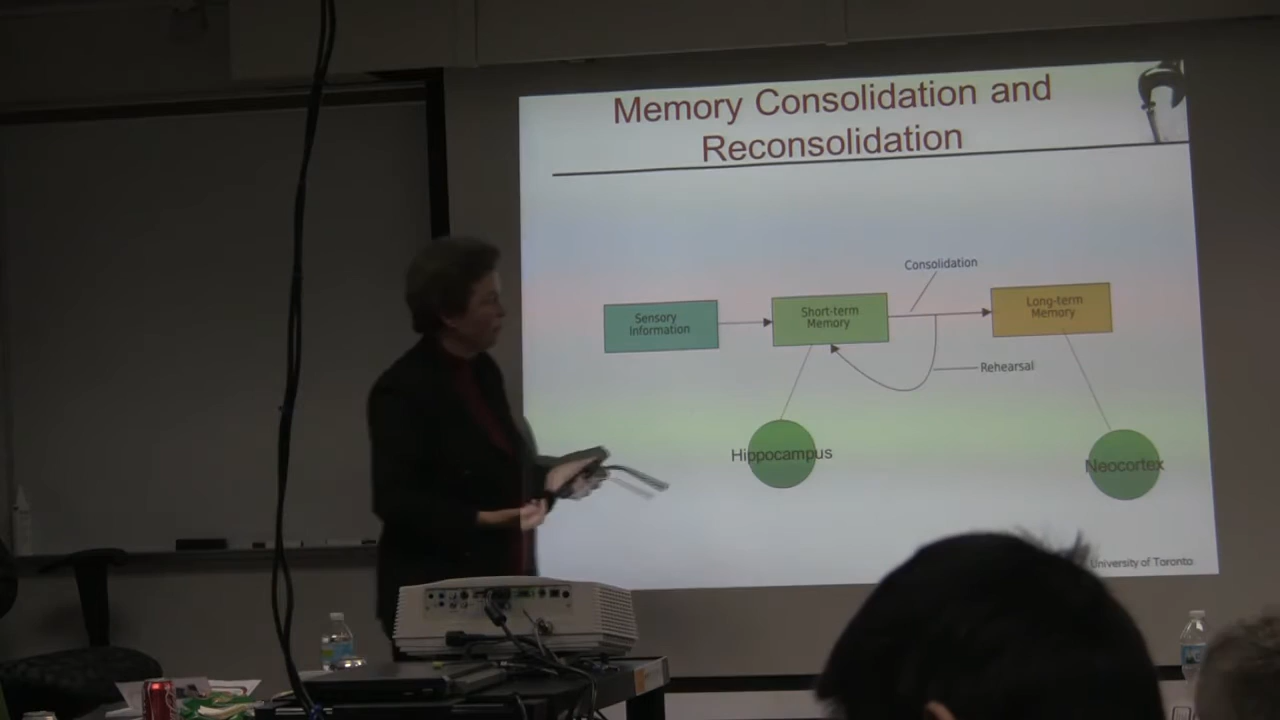 Memory Consolidation and
Reconsolidation
Consolidation
Sensory
Information
Short-term
Memory
Long-term
Memory
Rehearsal
Hippocampus
Neocortex
University of Toronto